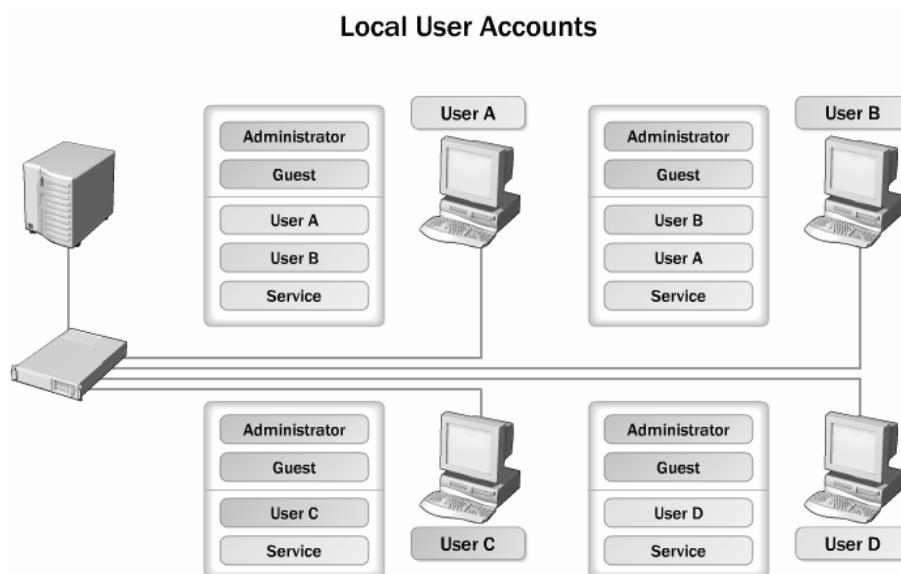 Local User Accounts
User A
Administrator
Guest
User A
User B
Service
User B
Administrator
Guest
User B
User A
Service
Administrator
Guest
User C
Service
User C
Administrator
Guest
User D
Service
User D